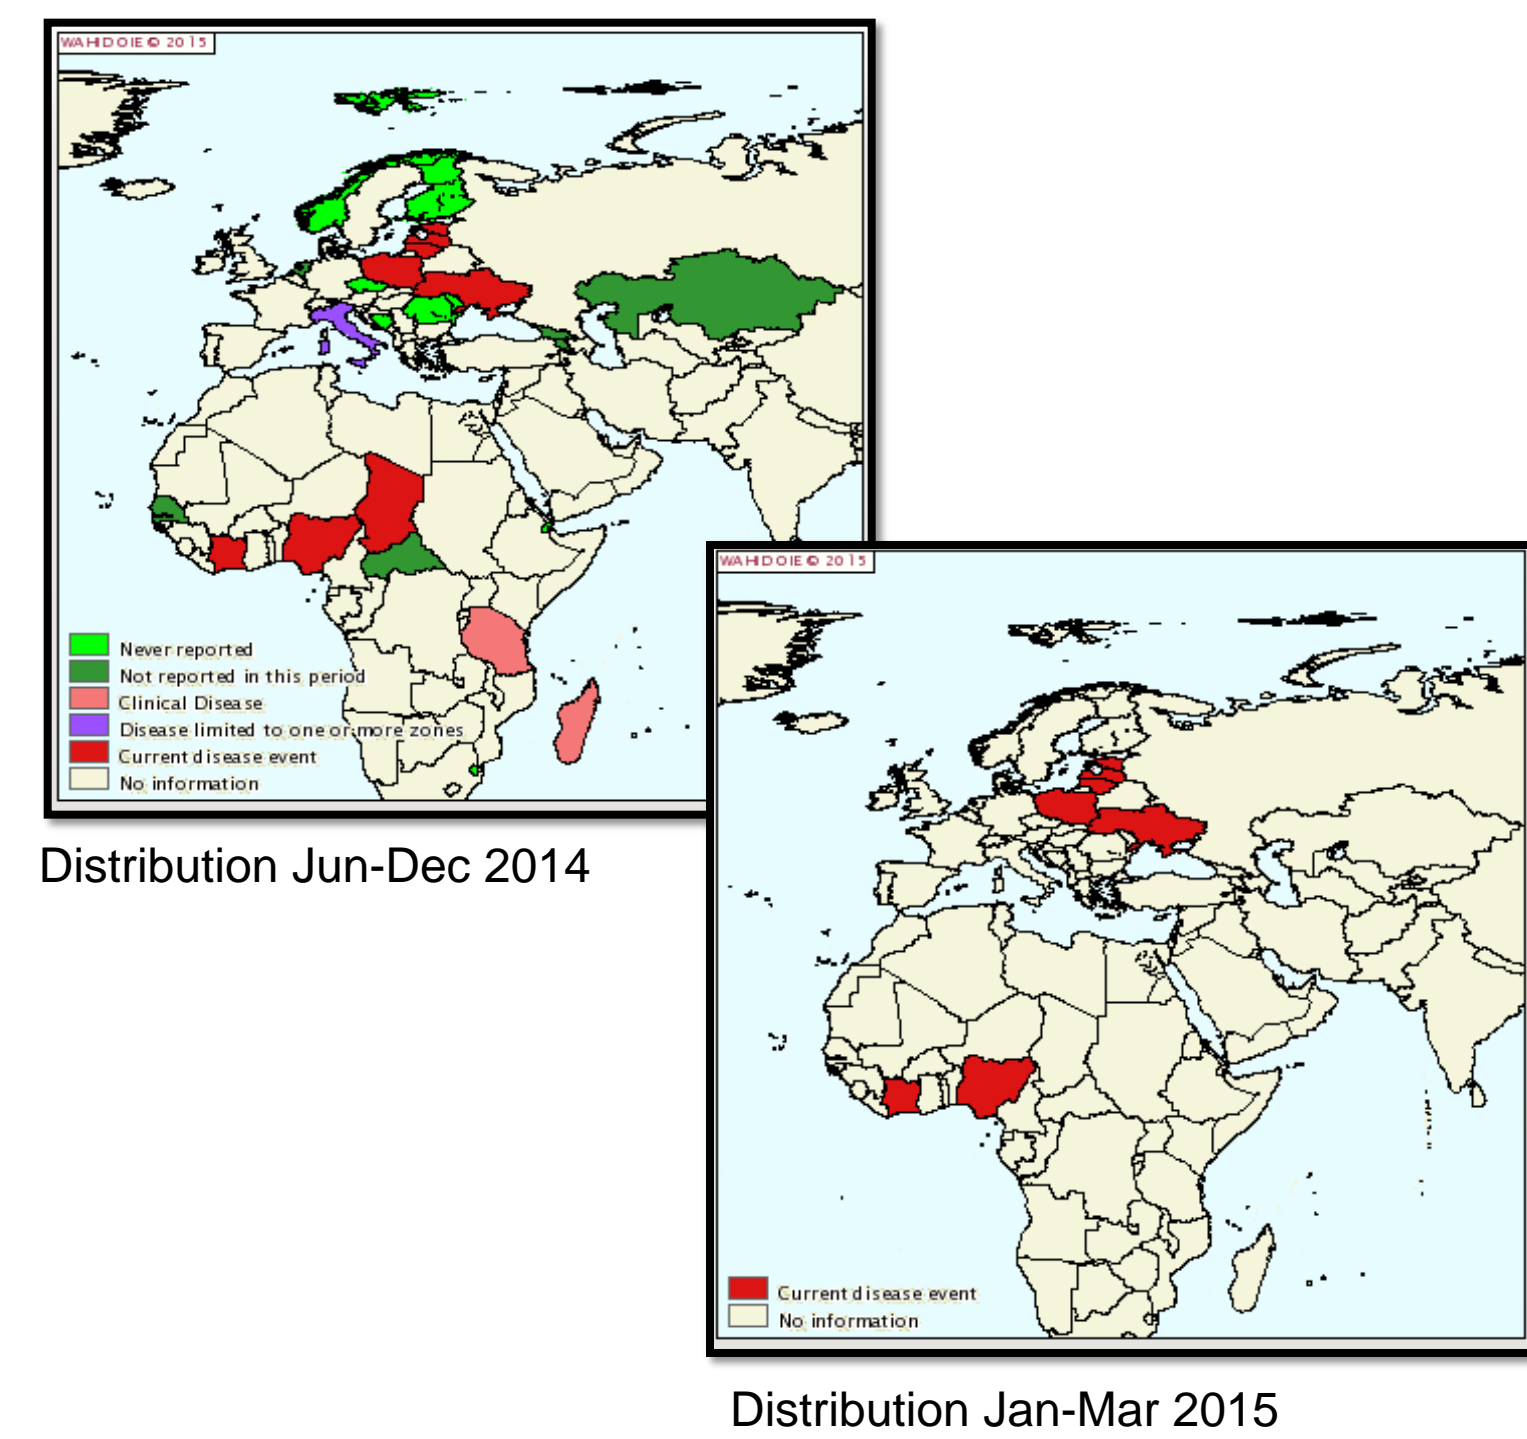 WAHID OIE © 2015
Never reported
Not reported in this period
Clinical Disease
Disease limited to one or more zones
Current disease event
No information
Distribution Jun-Dec 2014
WAHID OIE © 2015
Current disease event
No information
Distribution Jan-Mar 2015